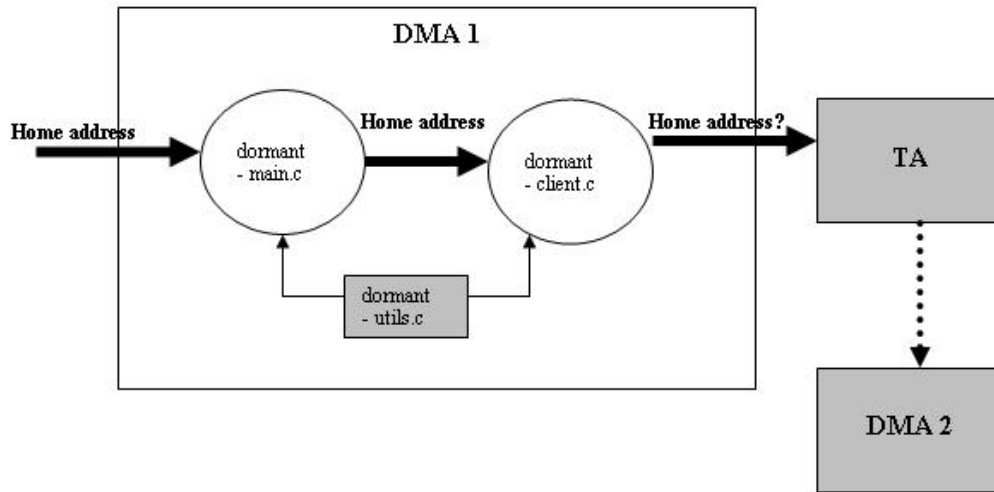 DMA 1
Home address
Home address
Home address?
dormant
- main.c
dormant
- client.c
TA
dormant
- utils.c
DMA 2